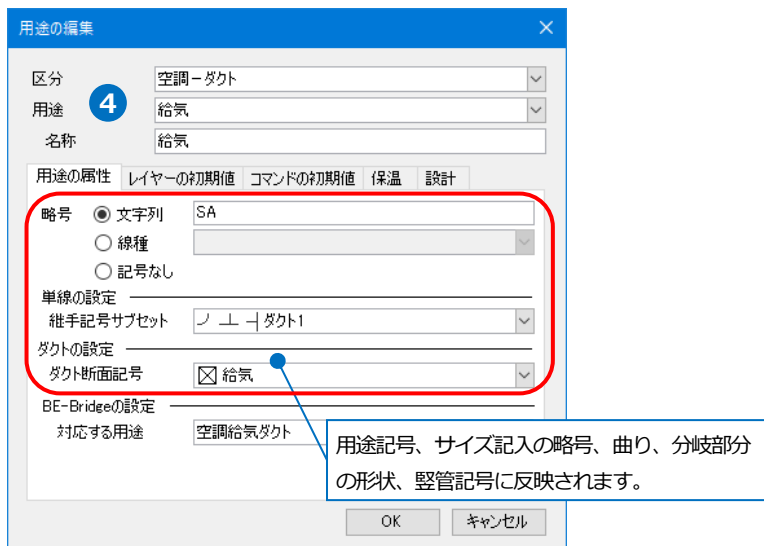 用途の編集
区分 空調－ダクト
用途 給気
4
名称 給気
用途の属性 レイヤーの初期値 コマンドの初期値 保温 設計
略号 文字列 SA
線種
記号なし
単線の設定
継手記号サブセット ダクト1
ダクトの設定
ダクト断面記号 給気
BE-Bridgeの設定
対応する用途 空調給気ダクト
用途記号、サイズ記入の略号、曲り、分岐部分
の形状、竪管記号に反映されます。
OK キャンセル